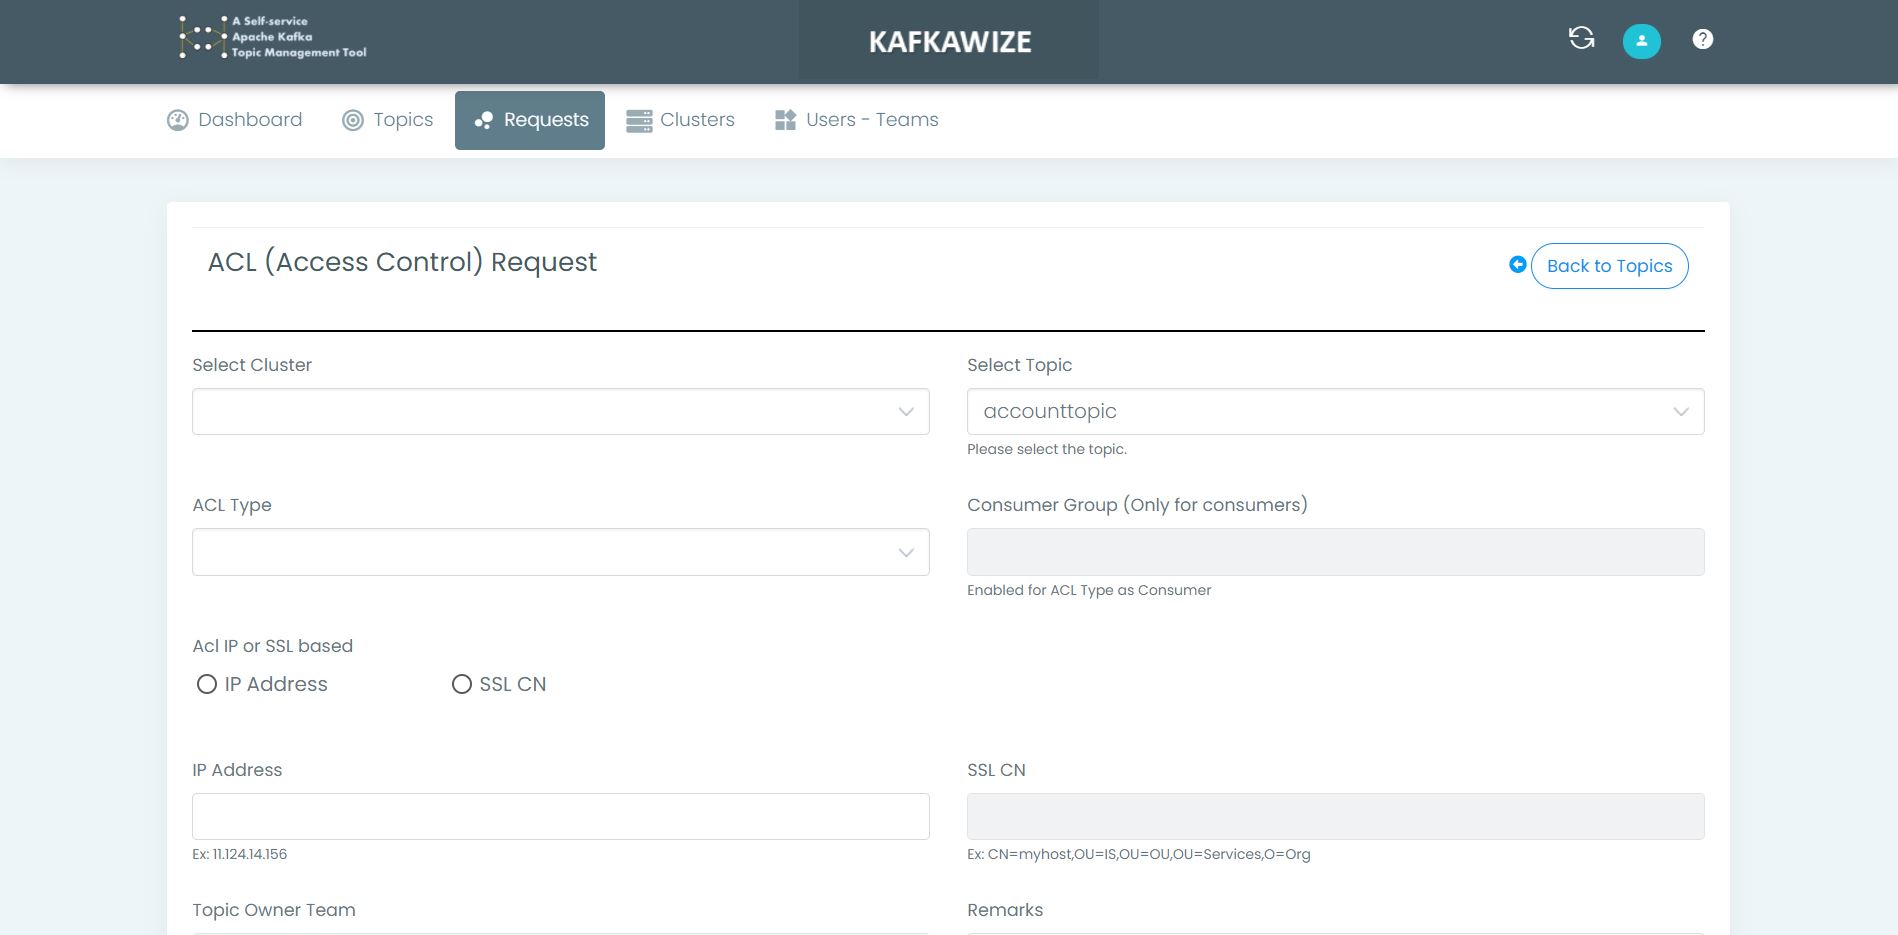 A Self-service
Apache Kafka
Topic Management Tool
KAFKAWIZE
Dashboard
Topics
Requests
Clusters
Users - Teams
ACL (Access Control) Request
Back to Topics
Select Cluster
Select Topic
accounttopic
Please select the topic.
ACL Type
Consumer Group (Only for consumers)
Enabled for ACL Type as Consumer
Acl IP or SSL based
IP Address
SSL CN
IP Address
SSL CN
Ex: 11.124.14.156
Ex: CN=myhost,OU=IS,OU=OU,OU=Services,O=Org
Topic Owner Team
Remarks